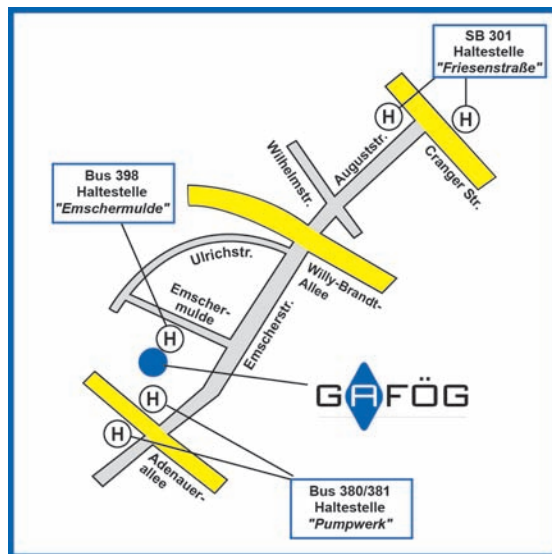 SB 301
Haltestelle
"Friesenstraße"
H
H
Wilhelmstr.
Auguststr.
Cranger Str.
Bus 398
Haltestelle
"Emschermulde"
Ulrichstr.
Willy-Brandt-
Allee
Emscher-
mulde
Emscherstr.
H
GAFÖG
H
H
Adenauer-
allee
Bus 380/381
Haltestelle
"Pumpwerk"